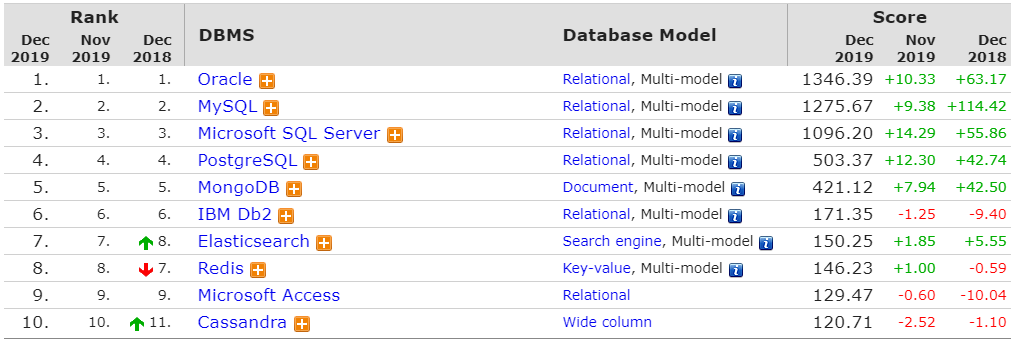 Rank DBMS Database Model Score
Dec 2019 Nov 2019 Dec 2018 Dec 2019 Nov 2019 Dec 2018
1. 1. 1. Oracle Relational, Multi-model 1346.39 +10.33 +63.17
2. 2. 2. MySQL Relational, Multi-model 1275.67 +9.38 +114.42
3. 3. 3. Microsoft SQL Server Relational, Multi-model 1096.20 +14.29 +55.86
4. 4. 4. PostgreSQL Relational, Multi-model 503.37 +12.30 +42.74
5. 5. 5. MongoDB Document, Multi-model 421.12 +7.94 +42.50
6. 6. 6. IBM Db2 Relational, Multi-model 171.35 -1.25 -9.40
7. 7. 8. Elasticsearch Search engine, Multi-model 150.25 +1.85 +5.55
8. 8. 7. Redis Key-value, Multi-model 146.23 +1.00 -0.59
9. 9. 9. Microsoft Access Relational 129.47 -0.60 -10.04
10. 10. 11. Cassandra Wide column 120.71 -2.52 -1.10